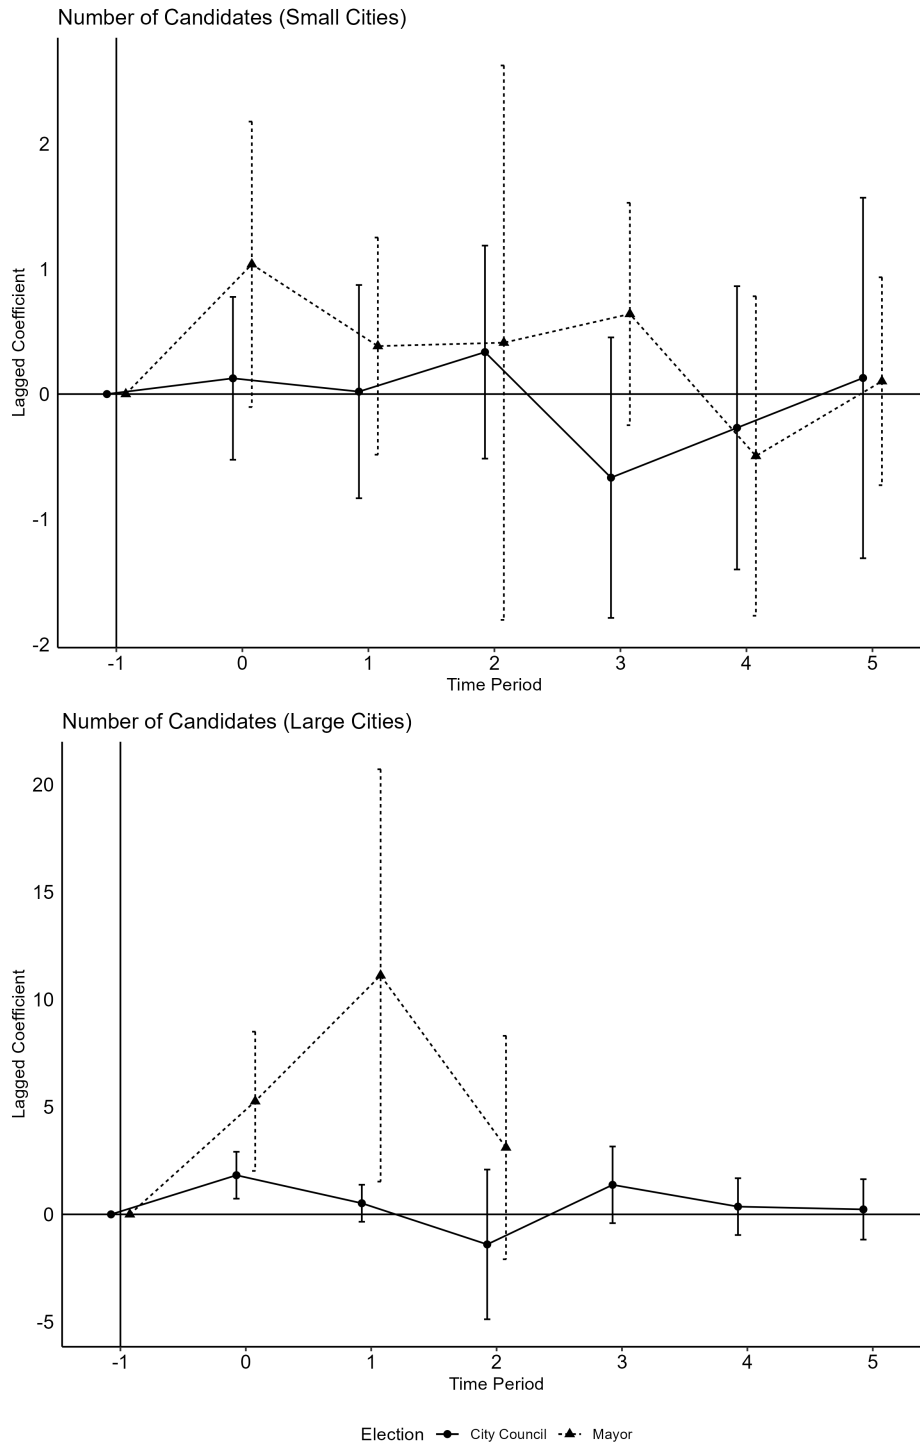 Number of Candidates (Small Cities)
Lagged Coefficient
2
1
0
-1
-2
-1 0 1 2 3 4 5
Time Period
Number of Candidates (Large Cities)
Lagged Coefficient
20
15
10
5
0
-5
-1 0 1 2 3 4 5
Time Period
Election City Council Mayor